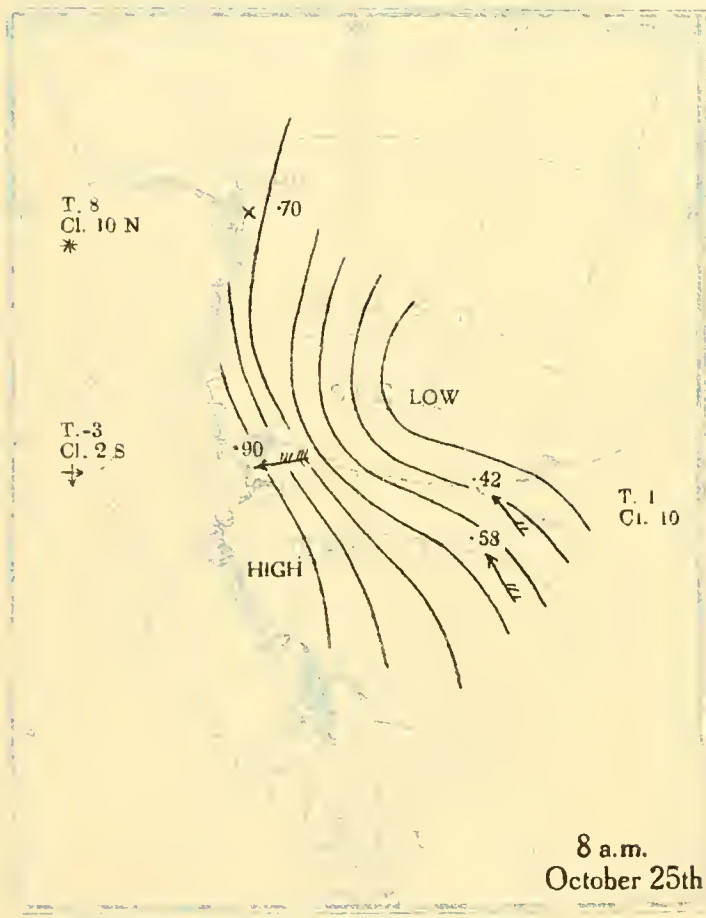 T. 8
Cl. 10 N
·70
LOW
T.-3
Cl. 2 S
·90
·42
T. 1
Cl. 10
·58
HIGH
8 a.m.
October 25th